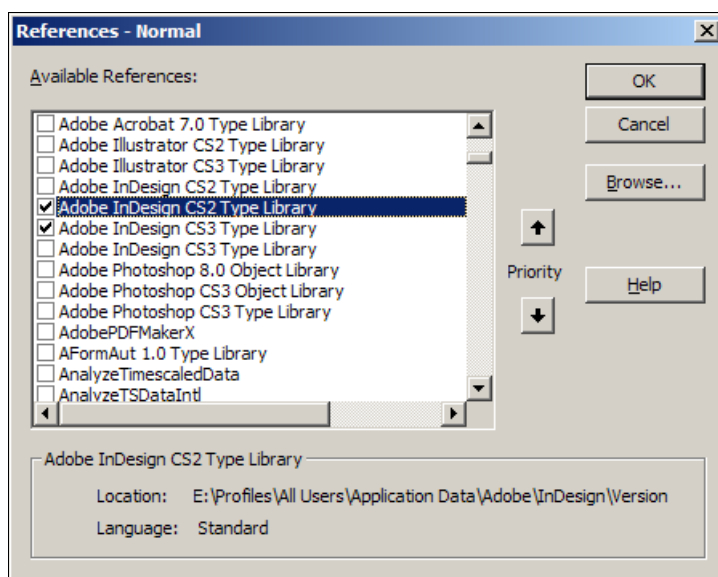 References - Normal
Available References:
OK
Adobe Acrobat 7.0 Type Library
Cancel
Adobe Illustrator CS2 Type Library
Adobe Illustrator CS3 Type Library
Adobe InDesign CS2 Type Library
Browse...
Adobe InDesign CS2 Type Library
Adobe InDesign CS3 Type Library
Adobe InDesign CS3 Type Library
Adobe Photoshop 8.0 Object Library
Priority
Help
Adobe Photoshop CS3 Object Library
Adobe Photoshop CS3 Type Library
AdobePDFMakerX
AFormAut 1.0 Type Library
AnalyzeTimescaledData
AnalyzeTSDataIntl
Adobe InDesign CS2 Type Library
Location: E:\Profiles\All Users\Application Data\Adobe\InDesign\Version
Language: Standard